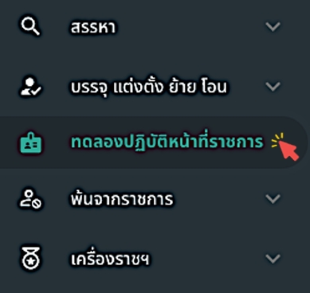 สรรหา
บรรจุ แต่งตั้ง ย้าย โอน
ทดลองปฏิบัติหน้าที่ราชการ
พ้นจากราชการ
เครื่องราชฯ